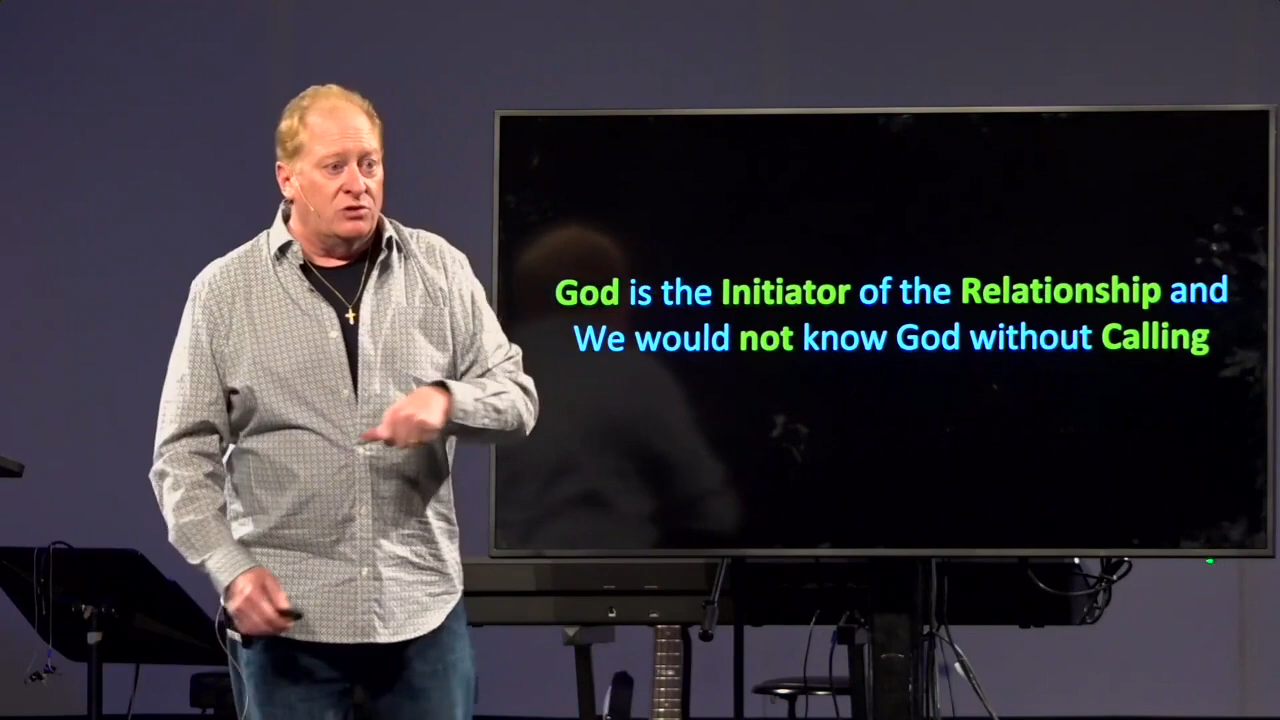 God is the Initiator of the Relationship and
We would not know God without Calling